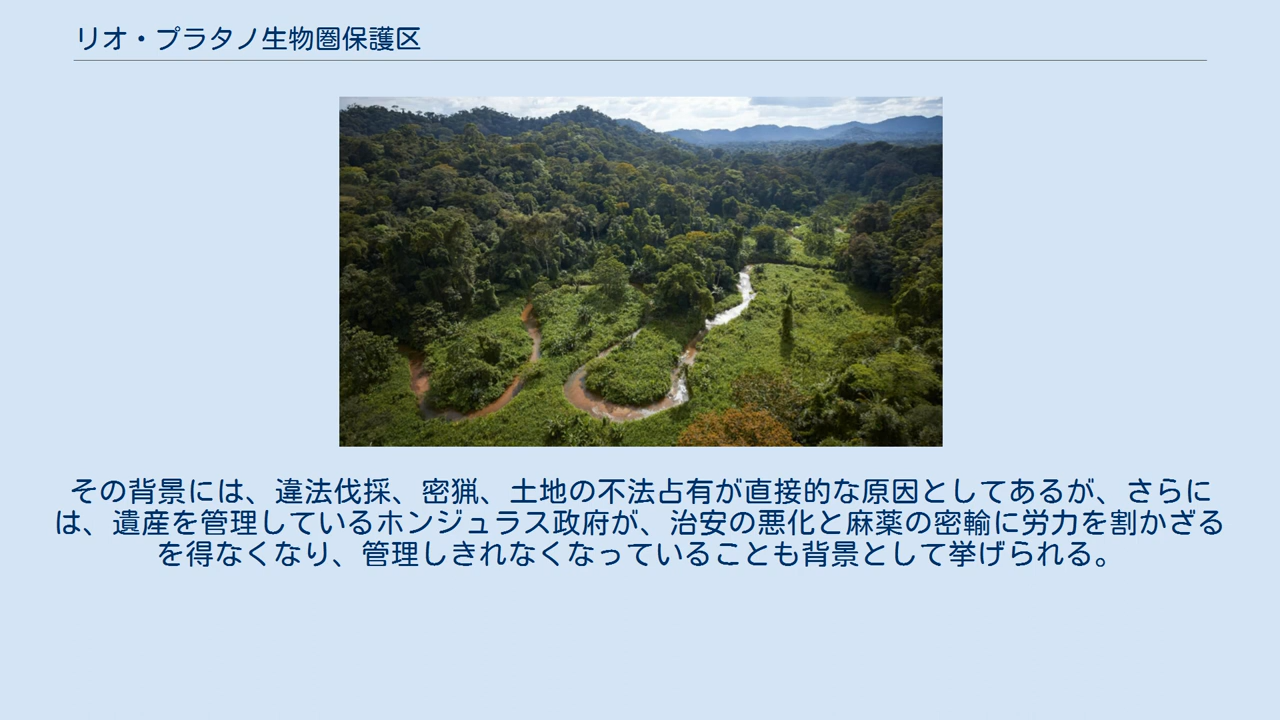 リオ・プラタノ生物圏保護区
その背景には、違法伐採、密猟、土地の不法占有が直接的な原因としてあるが、さらに
は、遺産を管理しているホンジュラス政府が、治安の悪化と麻薬の密輸に労力を割かざる
を得なくなり、管理しきれなくなっていることも背景として挙げられる。